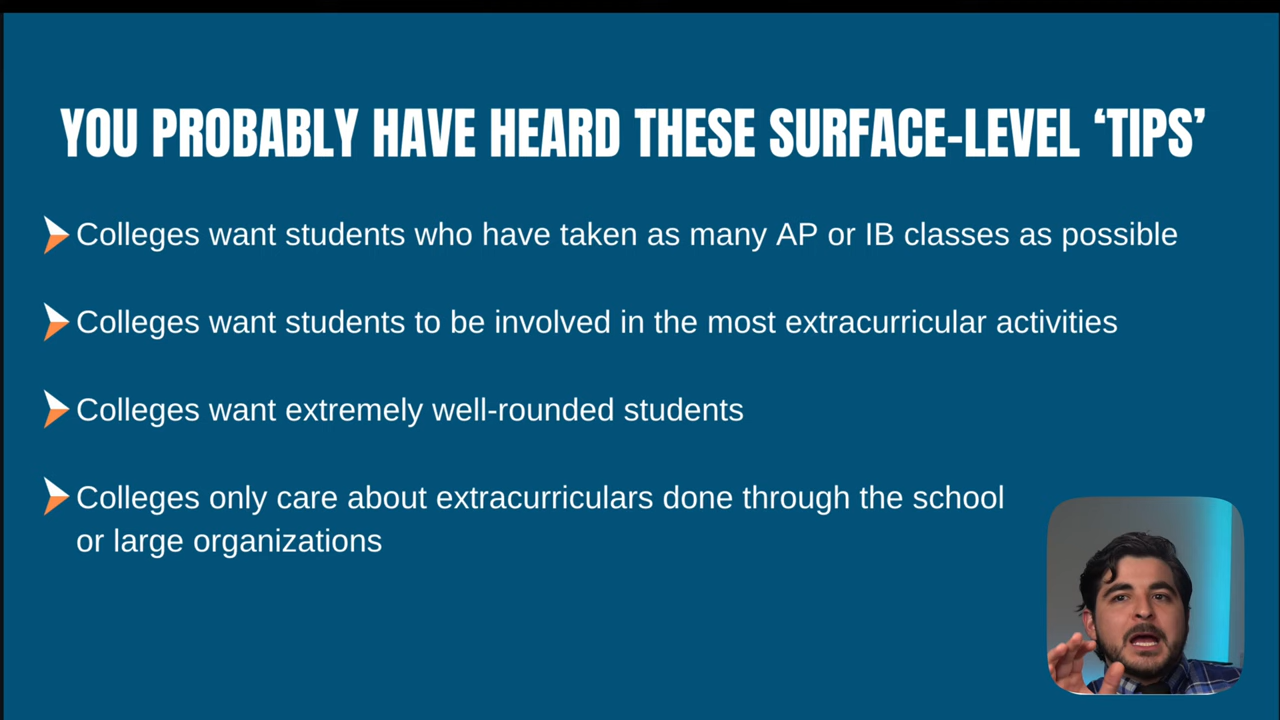 YOU PROBABLY HAVE HEARD THESE SURFACE-LEVEL ‘TIPS’
Colleges want students who have taken as many AP or IB classes as possible
Colleges want students to be involved in the most extracurricular activities
Colleges want extremely well-rounded students
Colleges only care about extracurriculars done through the school
or large organizations